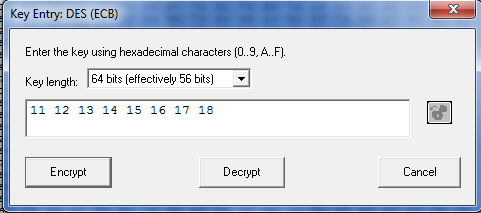 Key Entry: DES (ECB)
Enter the key using hexadecimal characters (0..9, A..F).
Key length: 64 bits (effectively 56 bits)
11 12 13 14 15 16 17 18
Encrypt Decrypt Cancel